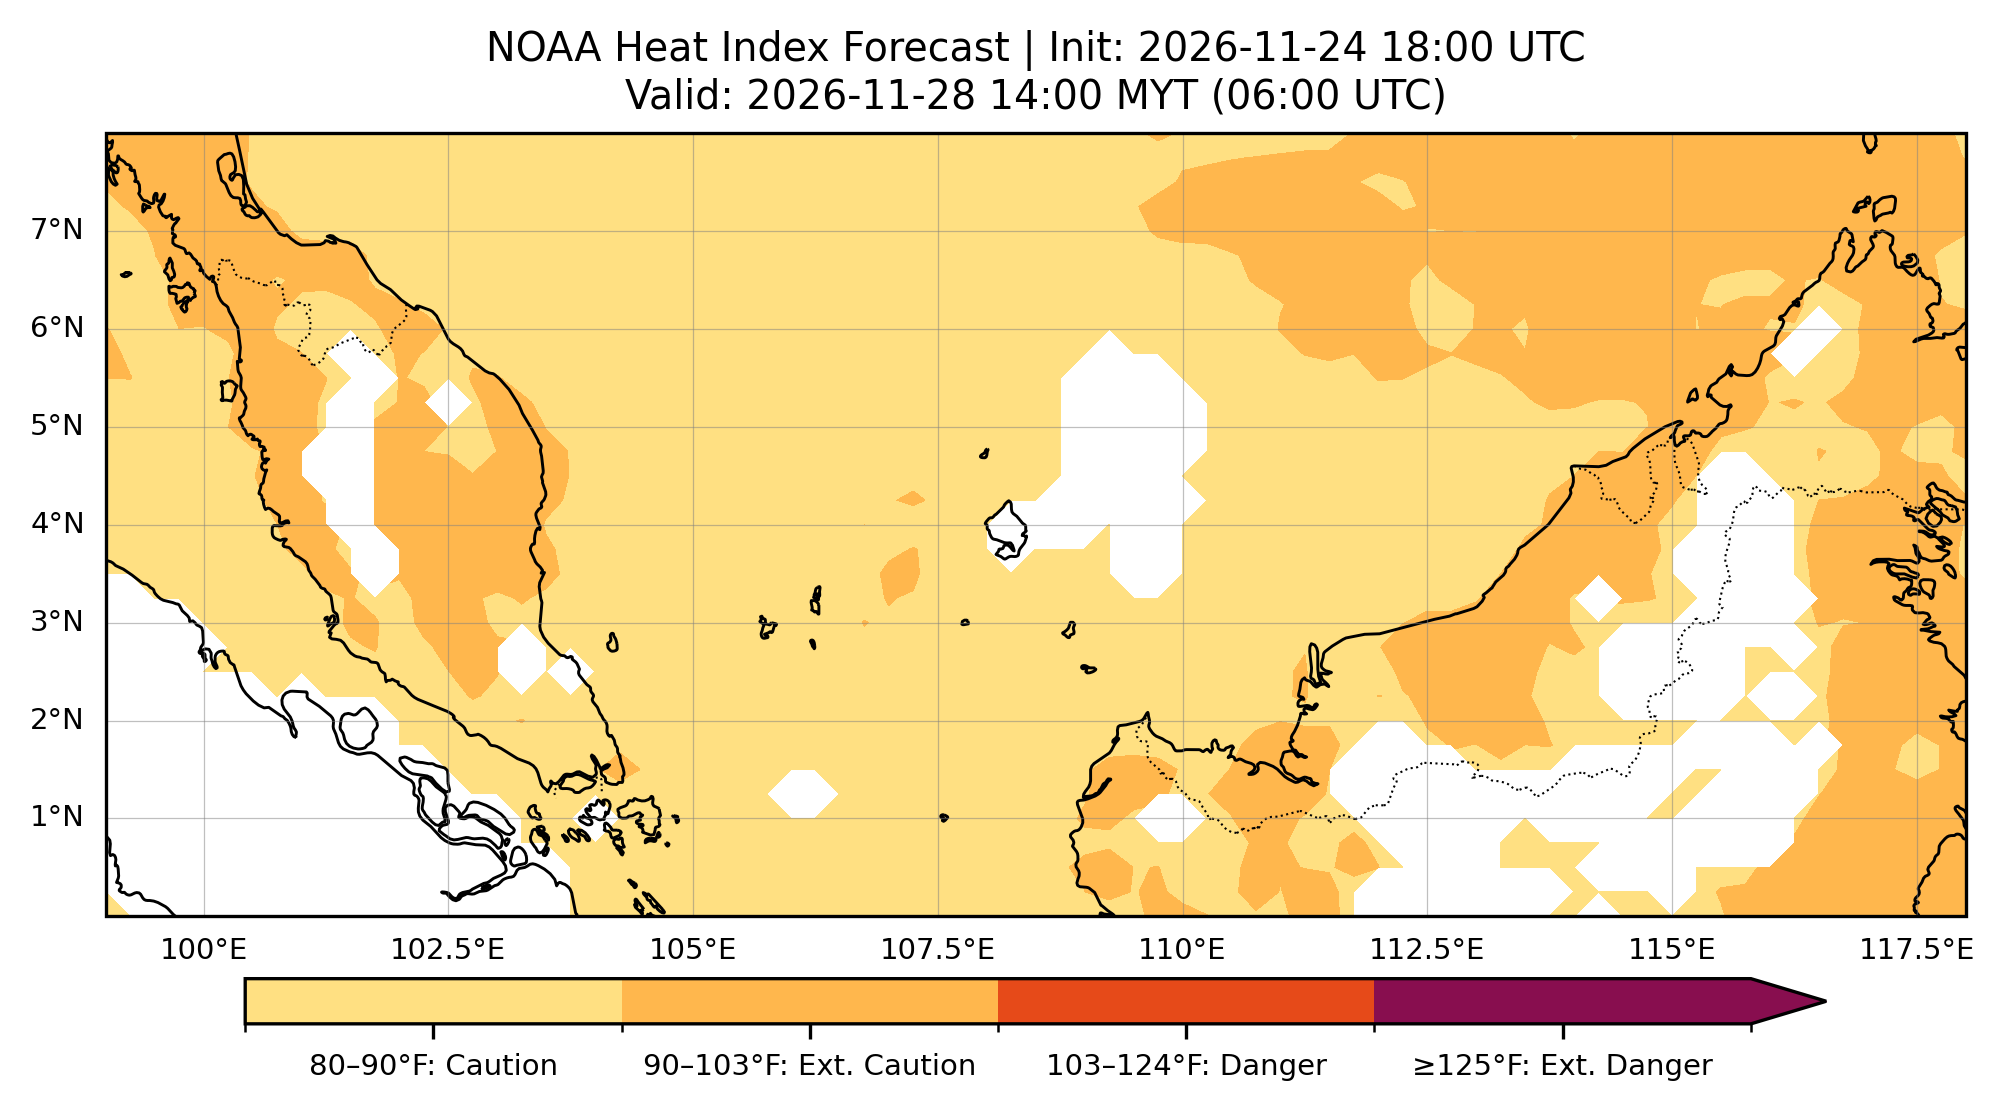 NOAA Heat Index Forecast | Init: 2026-11-24 18:00 UTC
Valid: 2026-11-28 14:00 MYT (06:00 UTC)
7°N
6°N
5°N
4°N
3°N
2°N
1°N
100°E
102.5°E
105°E
107.5°E
110°E
112.5°E
115°E
117.5°E
80–90°F: Caution
90–103°F: Ext. Caution
103–124°F: Danger
≥125°F: Ext. Danger